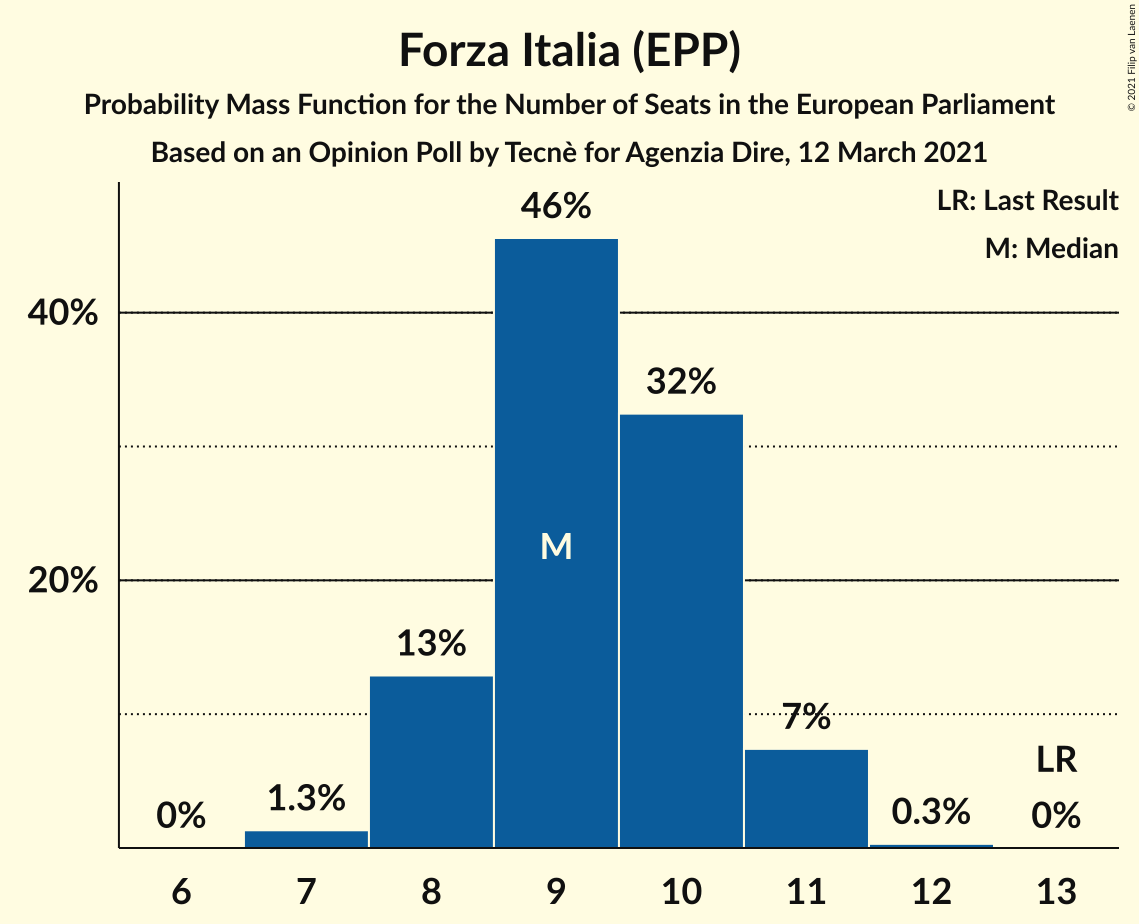 Forza Italia (EPP)
Probability Mass Function for the Number of Seats in the European Parliament
Based on an Opinion Poll by Tecnè for Agenzia Dire, 12 March 2021
© 2021 Filip van Laenen
LR: Last Result
M: Median
40%
20%
0%
1.3%
13%
46%
M
32%
7%
0.3%
LR
0%
6 7 8 9 10 11 12 13